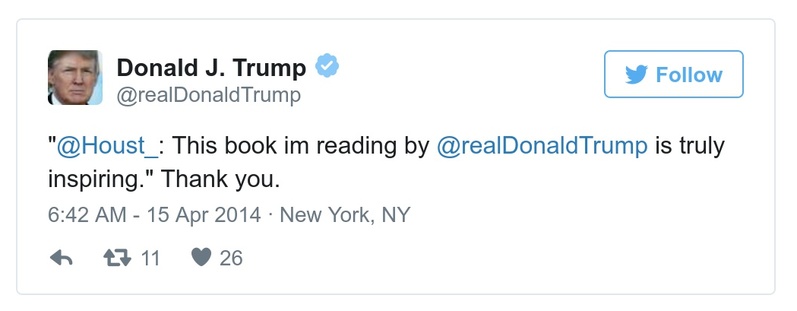 Donald J. Trump
@realDonaldTrump
Follow
"@Houst_: This book im reading by @realDonaldTrump is truly
inspiring." Thank you.
6:42 AM - 15 Apr 2014 · New York, NY
11 26